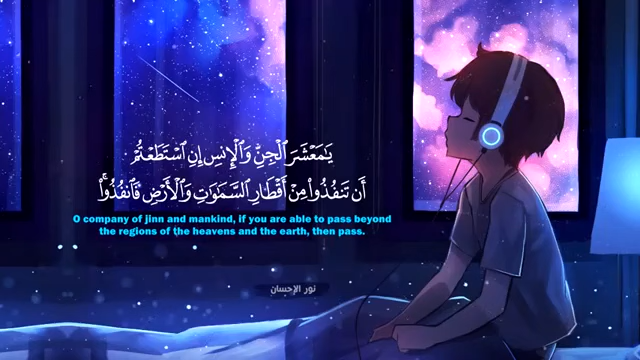 يَٰمَعۡشَرَ ٱلۡجِنِّ وَٱلۡإِنسِ إِنِ ٱسۡتَطَعۡتُمۡ
أَن تَنفُذُواْ مِنۡ أَقۡطَارِ ٱلسَّمَٰوَٰتِ وَٱلۡأَرۡضِ فَٱنفُذُواْۚ
O company of jinn and mankind, if you are able to pass beyond
the regions of the heavens and the earth, then pass.
نور الإحسان